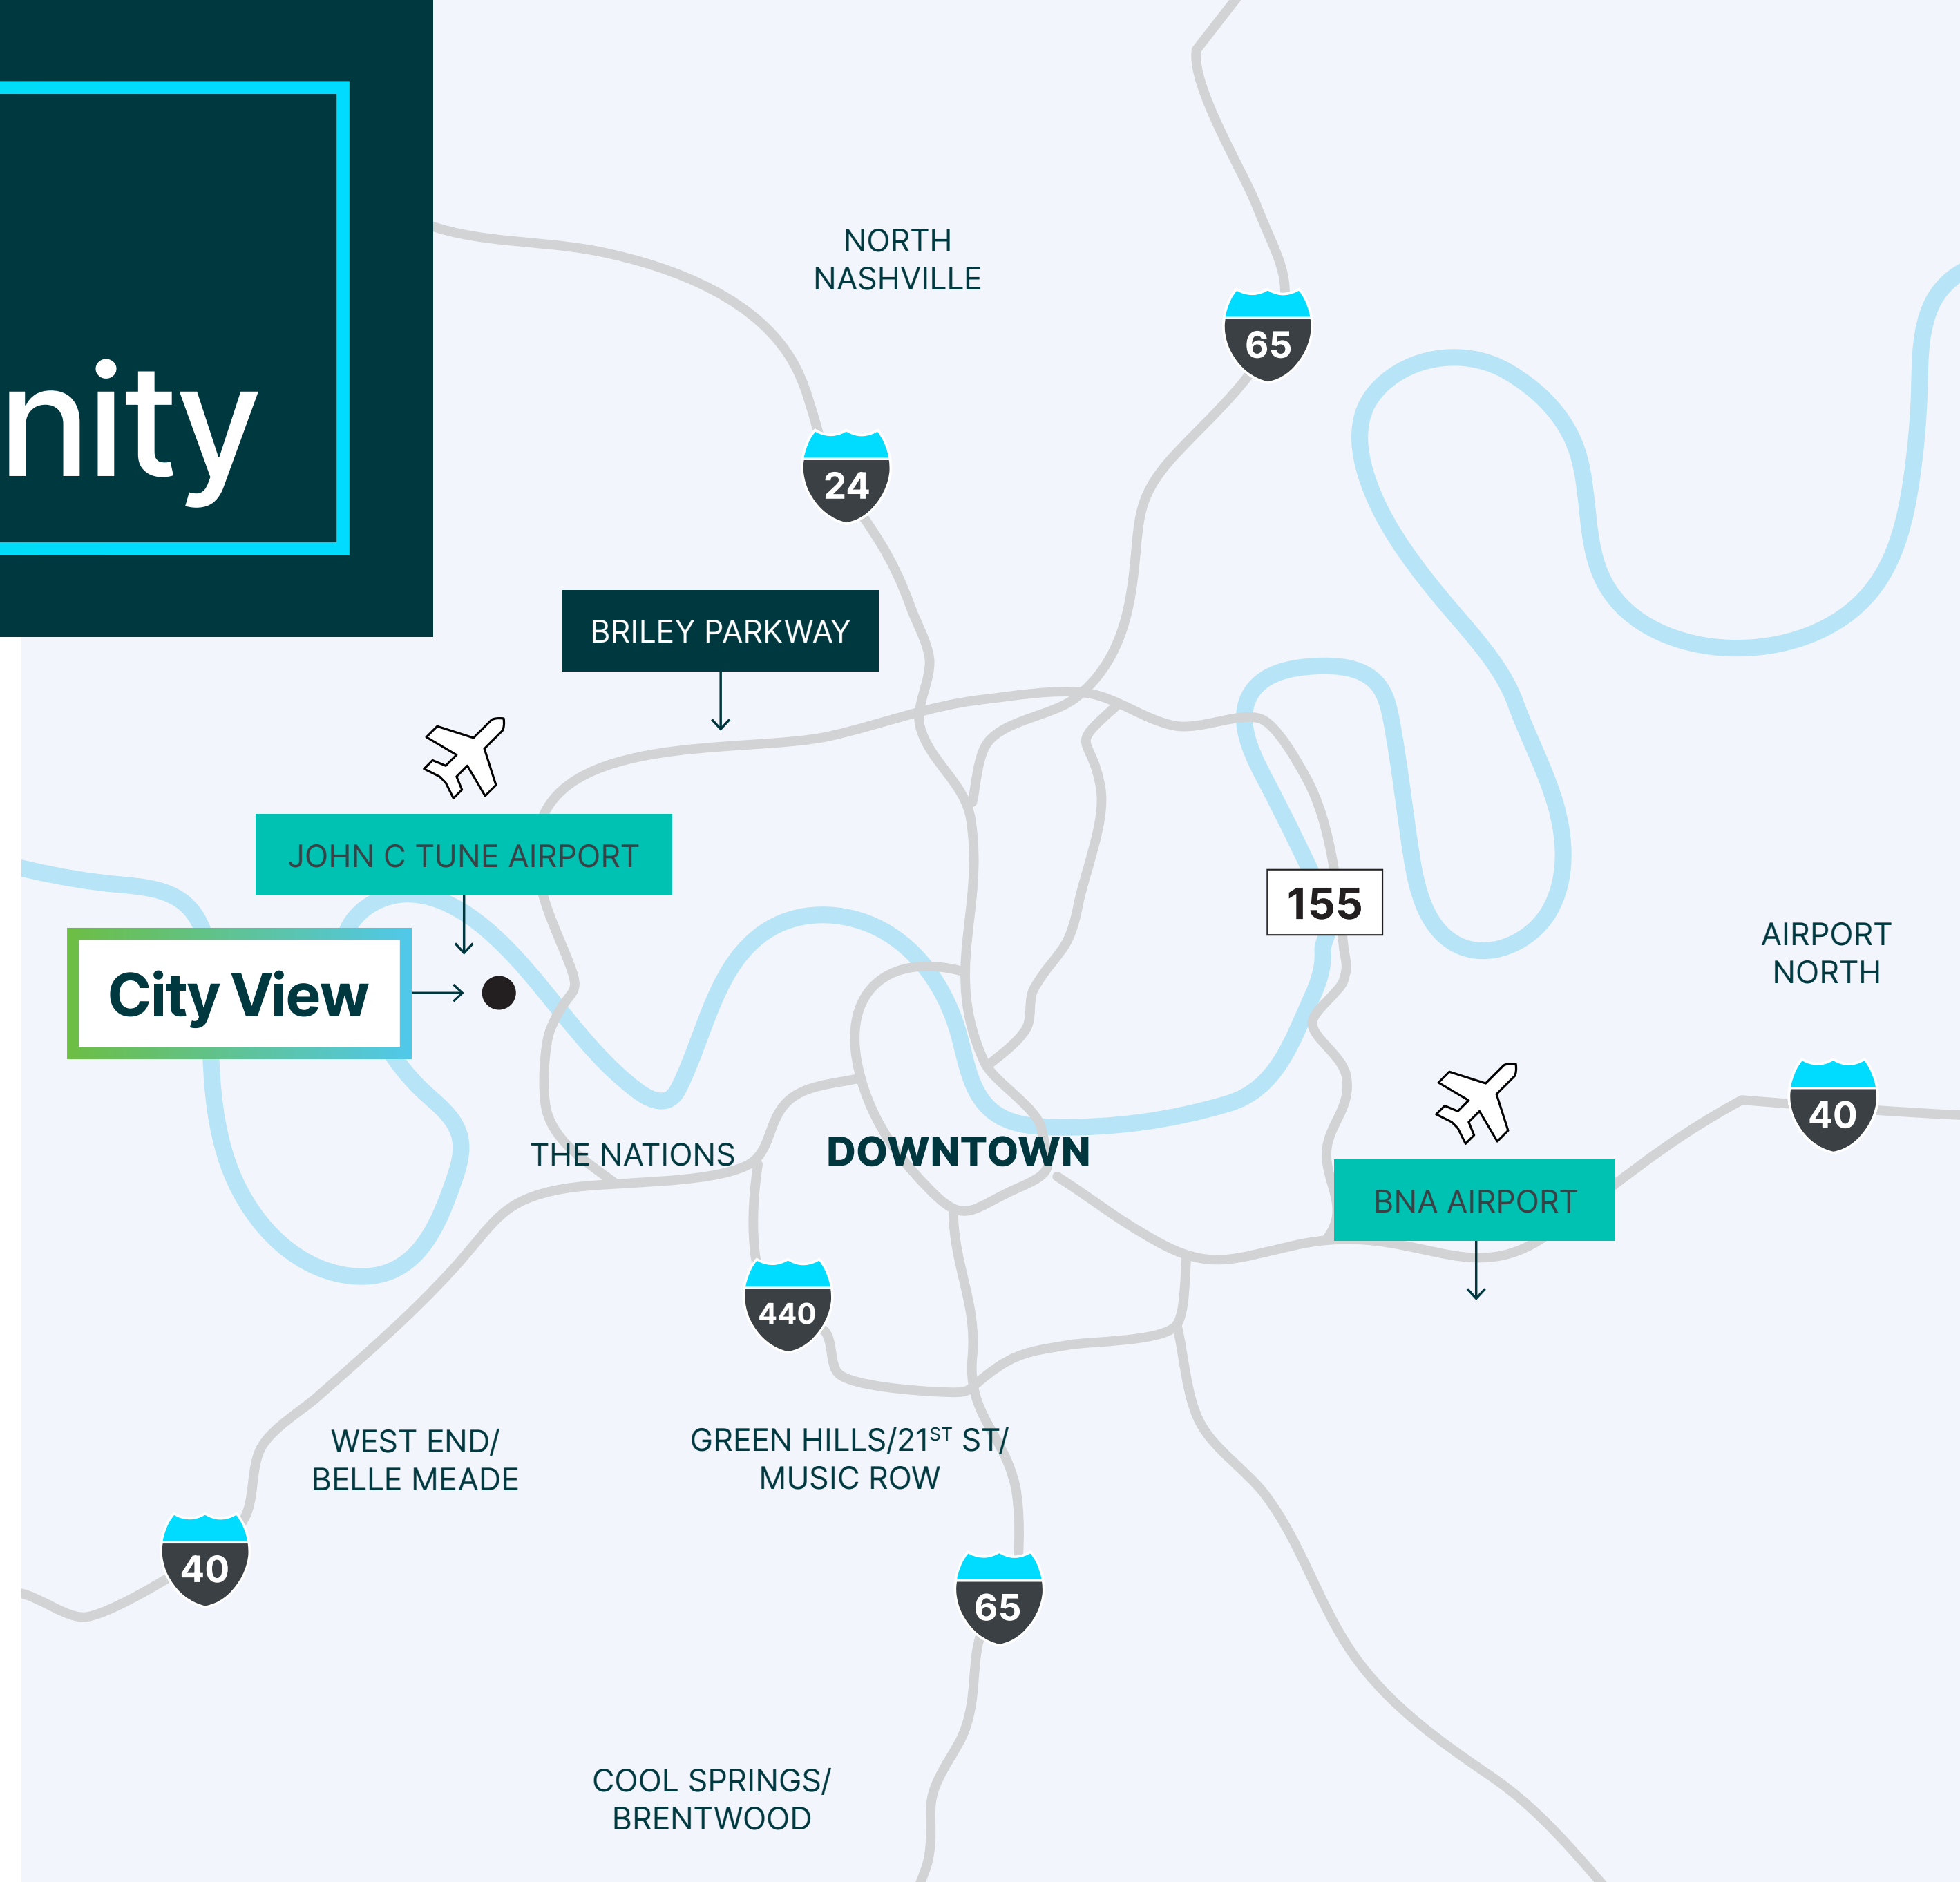 nity
NORTH
NASHVILLE
65
24
BRILEY PARKWAY
JOHN C TUNE AIRPORT
155
City View
AIRPORT
NORTH
40
THE NATIONS
DOWNTOWN
BNA AIRPORT
440
WEST END/
BELLE MEADE
GREEN HILLS/21ST ST/
MUSIC ROW
40
65
COOL SPRINGS/
BRENTWOOD